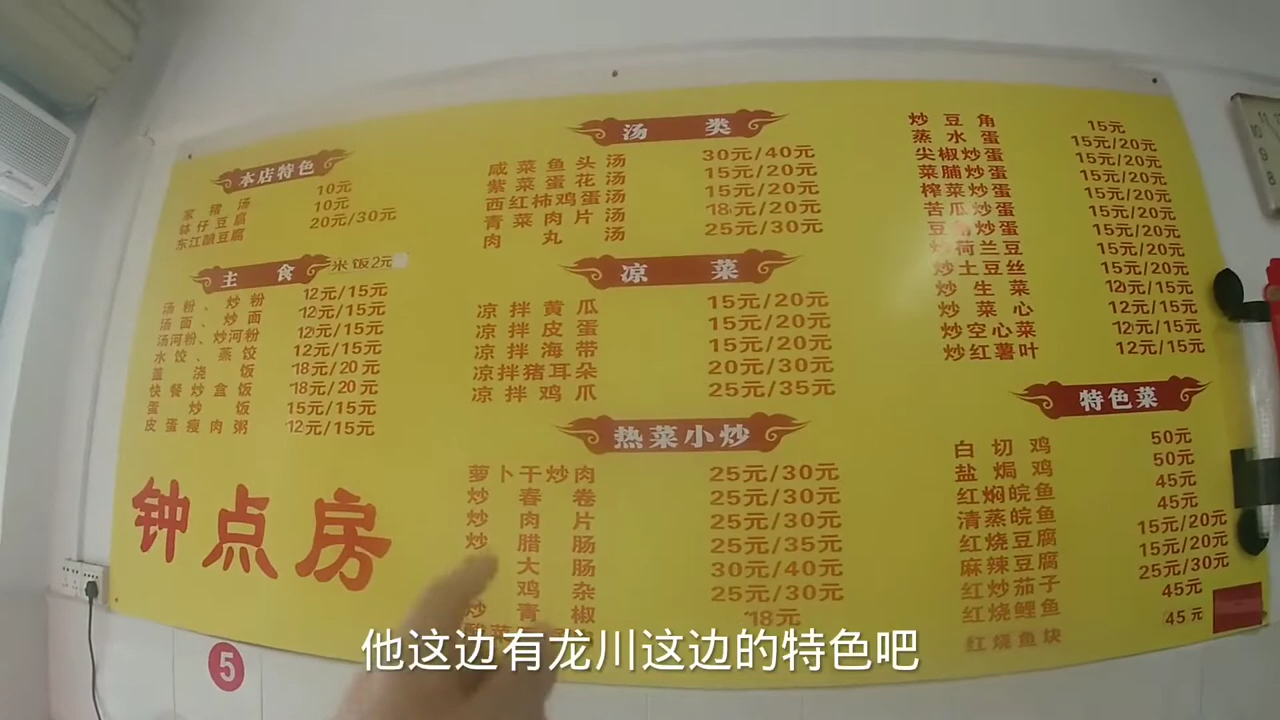 本店特色
家猪汤 10元
钵仔豆腐 10元
东江酿豆腐 20元/30元
主食 米饭2元
汤粉、炒粉 12元/15元
汤面、炒面 12元/15元
汤河粉、炒河粉 12元/15元
水饺、蒸饺 12元/15元
盖浇饭 18元/20元
快餐炒盒饭 18元/20元
蛋炒饭 15元/15元
皮蛋瘦肉粥 12元/15元
钟点房
5
汤类
咸菜鱼头汤 30元/40元
紫菜蛋花汤 15元/20元
西红柿鸡蛋汤 15元/20元
青菜肉片汤 18元/20元
肉丸汤 25元/30元
凉菜
凉拌黄瓜 15元/20元
凉拌皮蛋 15元/20元
凉拌海带 15元/20元
凉拌猪耳朵 20元/30元
凉拌鸡爪 25元/35元
热菜小炒
萝卜干炒肉 25元/30元
炒春卷 25元/30元
炒肉片 25元/30元
炒腊肠 25元/35元
大肠 30元/40元
鸡杂 25元/30元
炒青椒 18元
酸菜
炒豆角 15元
蒸水蛋 15元/20元
尖椒炒蛋 15元/20元
菜脯炒蛋 15元/20元
榨菜炒蛋 15元/20元
苦瓜炒蛋 15元/20元
豆角炒蛋 15元/20元
炒荷兰豆 15元/20元
炒土豆丝 15元/20元
炒生菜 12元/15元
炒菜心 12元/15元
炒空心菜 12元/15元
炒红薯叶 12元/15元
特色菜
白切鸡 50元
盐焗鸡 50元
红焖皖鱼 45元
清蒸皖鱼 45元
红烧豆腐 15元/20元
麻辣豆腐 15元/20元
红炒茄子 25元/30元
红烧鲤鱼 45元
红烧鱼块 45元
他这边有龙川这边的特色吧